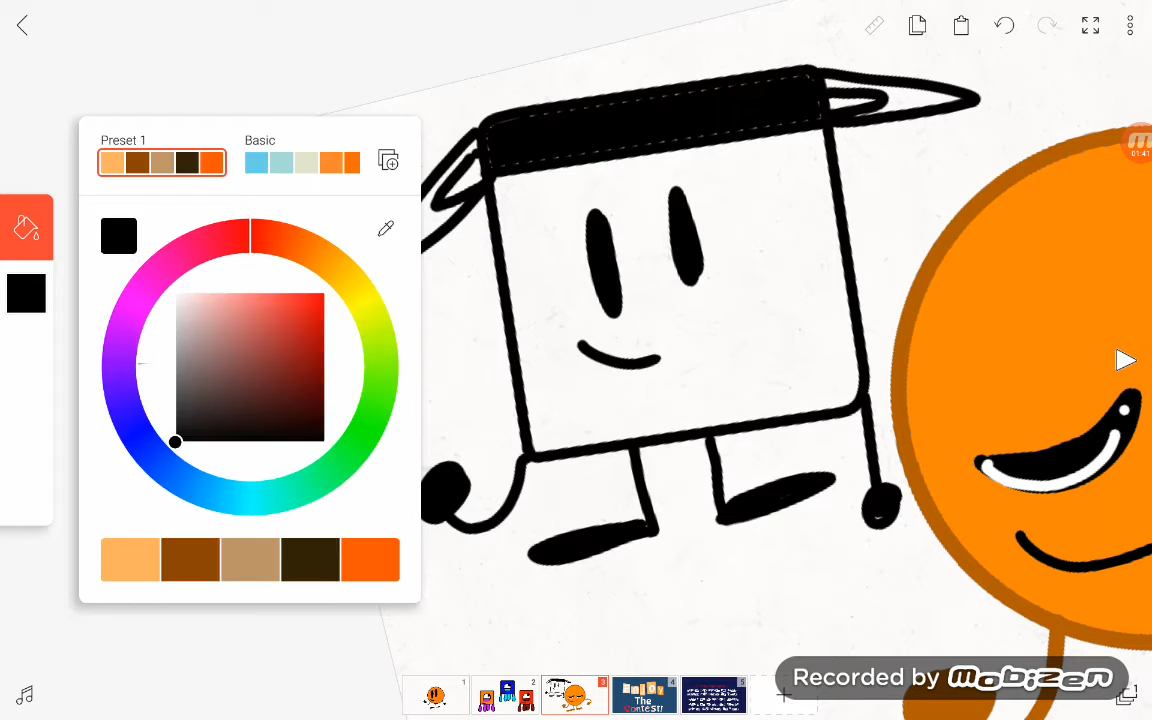 Preset 1
Basic
01:41
1
2
3
4
5
Enjoy
The
Contest!
Recorded by mobizen